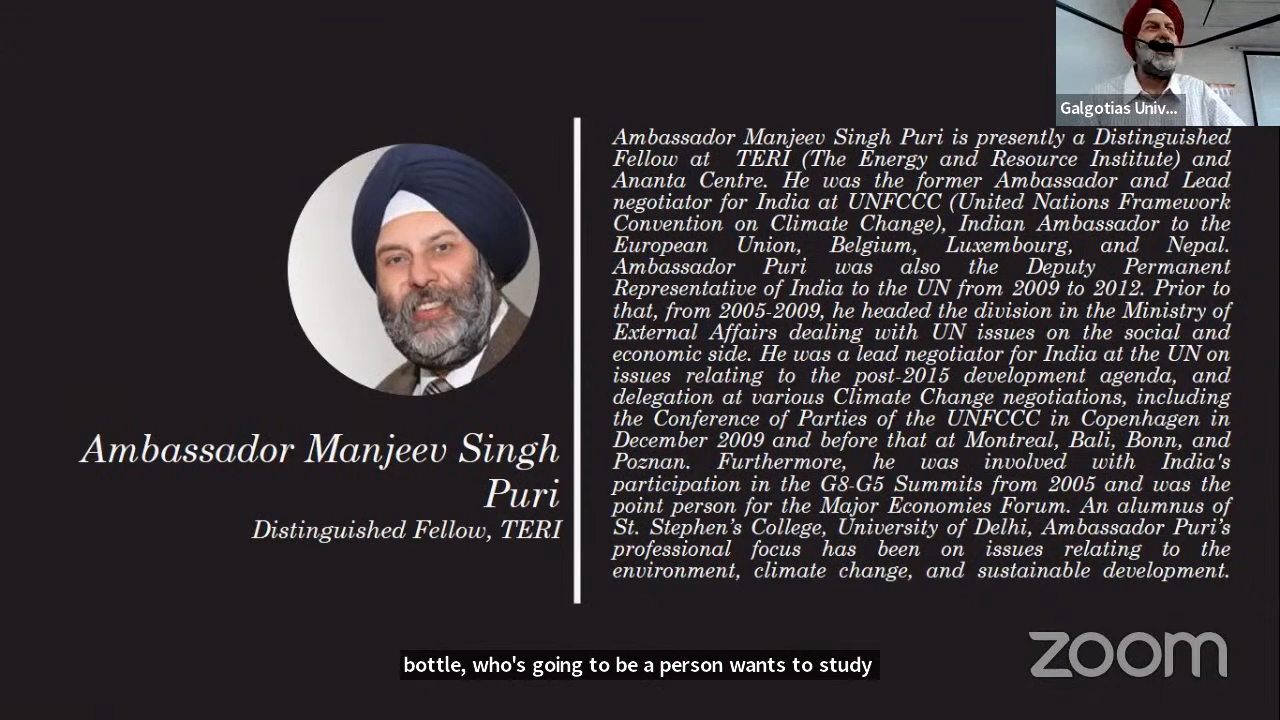 Galgotias Univ...
Ambassador Manjeev Singh Puri is presently a Distinguished
Fellow at TERI (The Energy and Resource Institute) and
Ananta Centre. He was the former Ambassador and Lead
negotiator for India at UNFCCC (United Nations Framework
Convention on Climate Change), Indian Ambassador to the
European Union, Belgium, Luxembourg, and Nepal.
Ambassador Puri was also the Deputy Permanent
Representative of India to the UN from 2009 to 2012. Prior to
that, from 2005-2009, he headed the division in the Ministry of
External Affairs dealing with UN issues on the social and
economic side. He was a lead negotiator for India at the UN on
issues relating to the post-2015 development agenda, and
delegation at various Climate Change negotiations, including
the Conference of Parties of the UNFCCC in Copenhagen in
December 2009 and before that at Montreal, Bali, Bonn, and
Poznan. Furthermore, he was involved with India's
participation in the G8-G5 Summits from 2005 and was the
point person for the Major Economies Forum. An alumnus of
St. Stephen's College, University of Delhi, Ambassador Puri's
professional focus has been on issues relating to the
environment, climate change, and sustainable development.
Ambassador Manjeev Singh
Puri
Distinguished Fellow, TERI
bottle, who's going to be a person wants to study
zoom